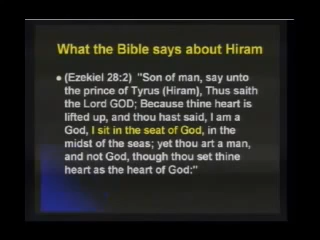 What the Bible says about Hiram
• (Ezekiel 28:2) "Son of man, say unto
the prince of Tyrus (Hiram), Thus saith
the Lord GOD; Because thine heart is
lifted up, and thou hast said, I am a
God, I sit in the seat of God, in the
midst of the seas; yet thou art a man,
and not God, though thou set thine
heart as the heart of God:"